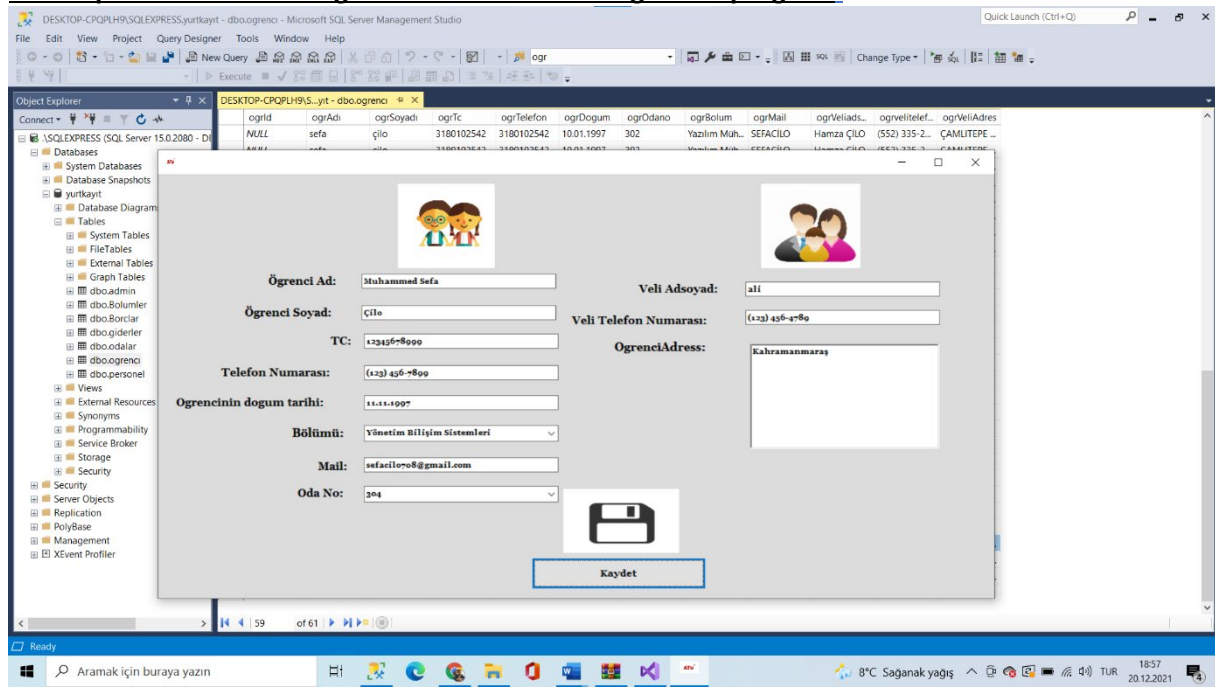 DESKTOP-CPQPLH9\SQLEXPRESS.yurtkayıt - dbo.ogrenci - Microsoft SQL Server Management Studio
Quick Launch (Ctrl+Q)
File Edit View Project Query Designer Tools Window Help
New Query
ogr
Change Type
Execute
Object Explorer
DESKTOP-CPQPLH9\S...yıt - dbo.ogrenci
Connect
.\SQLEXPRESS (SQL Server 15.0.2080 - DI
Databases
System Databases
Database Snapshots
yurtkayıt
Database Diagram
Tables
System Tables
FileTables
External Tables
Graph Tables
dbo.admin
dbo.Bolumler
dbo.Borclar
dbo.giderler
dbo.odalar
dbo.ogrenci
dbo.personel
Views
External Resources
Synonyms
Programmability
Service Broker
Storage
Security
Security
Server Objects
Replication
PolyBase
Management
XEvent Profiler
ogrId ogrAdı ogrSoyadı ogrTc ogrTelefon ogrDogum ogrOdano ogrBolum ogrMail ogrVeliads... ogrvelitelef... ogrVeliAdres
NULL sefa çilo 3180102542 3180102542 10.01.1997 302 Yazılım Müh... SEFACİLO Hamza ÇİLO (552) 335-2... ÇAMLITEPE ...
Ögrenci Ad: Muhammed Sefa
Ögrenci Soyad: Çilo
TC: 12345678999
Telefon Numarası: (123) 456-7899
Ogrencinin dogum tarihi: 11.11.1997
Bölümü: Yönetim Bilişim Sistemleri
Mail: sefacilo708@gmail.com
Oda No: 304
Veli Adsoyad: ali
Veli Telefon Numarası: (123) 456-4789
OgrenciAdress: Kahramanmaraş
Kaydet
59 of 61
Ready
Aramak için buraya yazın
8°C Sağanak yağış
TUR
18:57
20.12.2021
4